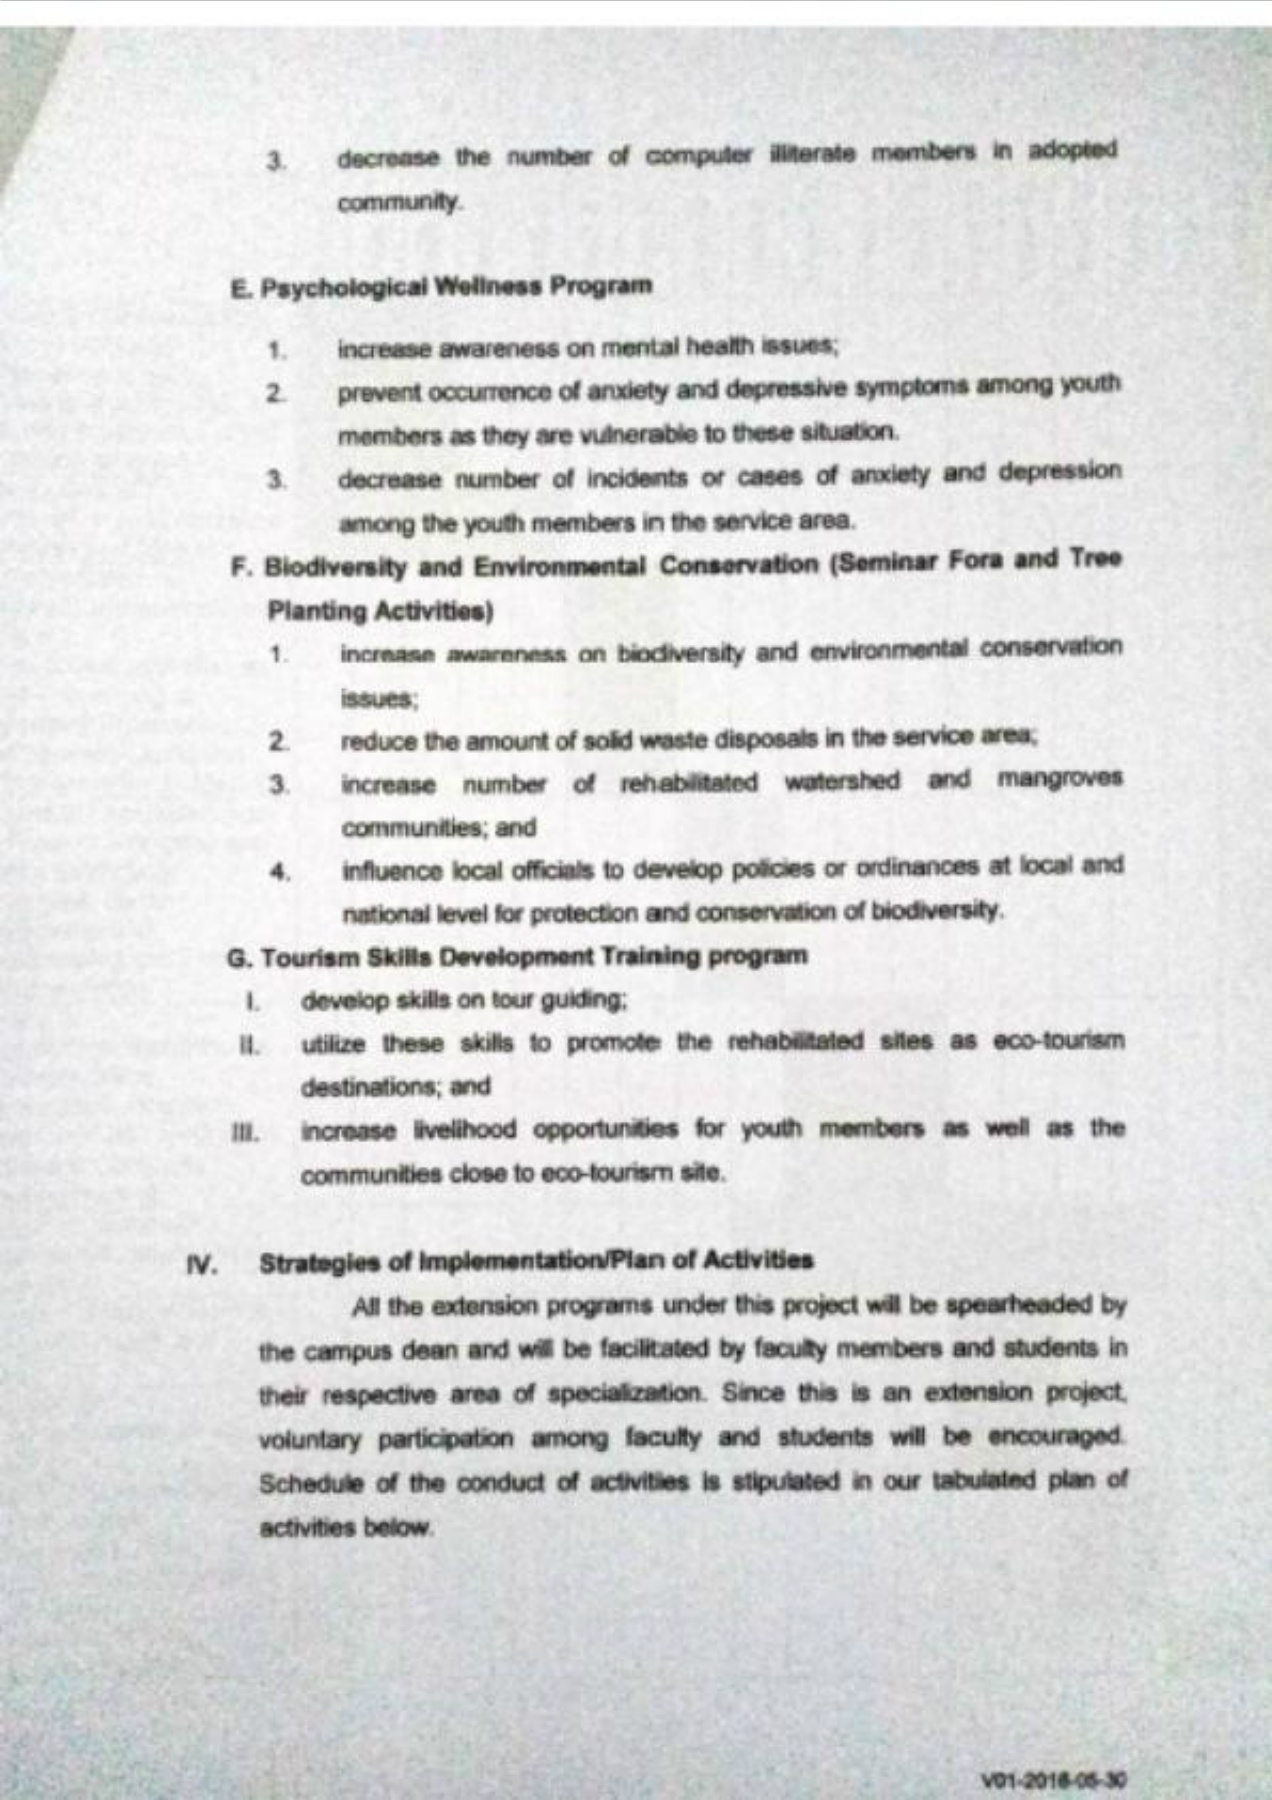 3. decrease the number of computer illiterate members in adopted
community.
E. Psychological Wellness Program
1. increase awareness on mental health issues;
2. prevent occurrence of anxiety and depressive symptoms among youth
members as they are vulnerable to these situation.
3. decrease number of incidents or cases of anxiety and depression
among the youth members in the service area.
F. Biodiversity and Environmental Conservation (Seminar Fora and Tree
Planting Activities)
1. increase awareness on biodiversity and environmental conservation
issues;
2. reduce the amount of solid waste disposals in the service area;
3. increase number of rehabilitated watershed and mangroves
communities; and
4. influence local officials to develop policies or ordinances at local and
national level for protection and conservation of biodiversity.
G. Tourism Skills Development Training program
I. develop skills on tour guiding;
II. utilize these skills to promote the rehabilitated sites as eco-tourism
destinations; and
III. increase livelihood opportunities for youth members as well as the
communities close to eco-tourism site.
IV. Strategies of Implementation/Plan of Activities
All the extension programs under this project will be spearheaded by
the campus dean and will be facilitated by faculty members and students in
their respective area of specialization. Since this is an extension project,
voluntary participation among faculty and students will be encouraged.
Schedule of the conduct of activities is stipulated in our tabulated plan of
activities below.
V01-2018-05-30